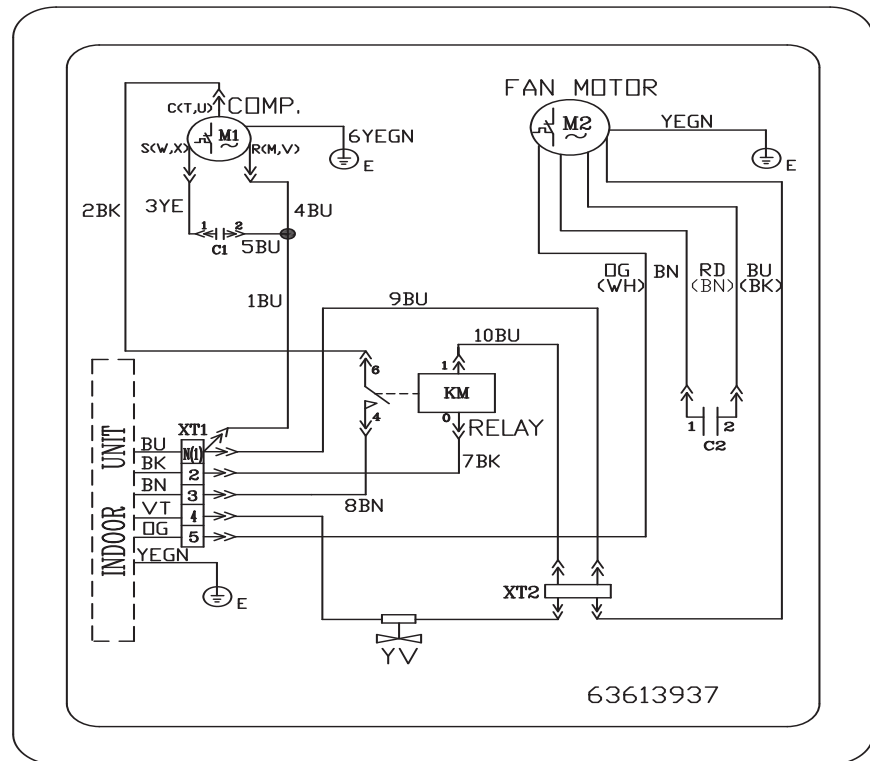 FAN MOTOR
C(T,U) COMP.
M1
M2
YEGN
6YEGN
S(W,X) R(M,V)
E
E
2BK
3YE
4BU
1 2
C1
5BU
OG
(WH)
BN
RD
(BN)
BU
(BK)
1BU
9BU
10BU
6
1
KM
4
0
RELAY
1 2
C2
XT1
7BK
INDOOR UNIT
BU
N(1)
BK
2
BN
3
8BN
VT
4
OG
5
YEGN
E
XT2
YV
63613937